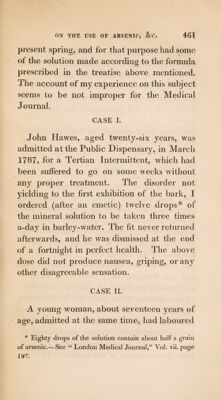 ON THE USE OF ARSENIC, &c. 461
present spring, and for that purpose had some
of the solution made according to the formula
prescribed in the treatise above mentioned.
The account of my experience on this subject
seems to be not improper for the Medical
Journal.
CASE I.
John Hawes, aged twenty-six years, was
admitted at the Public Dispensary, in March
1787, for a Tertian Intermittent, which had
been suffered to go on some weeks without
any proper treatment. The disorder not
yielding to the first exhibition of the bark, I
ordered (after an emetic) twelve drops* of
the mineral solution to be taken three times
a-day in barley-water. The fit never returned
afterwards, and he was dismissed at the end
of a fortnight in perfect health. The above
dose did not produce nausea, griping, or any
other disagreeable sensation.
CASE II.
A young woman, about seventeen years of
age, admitted at the same time, had laboured
* Eighty drops of the solution contain about half a grain
of arsenic.—See “ London Medical Journal,” Vol. vii. page
197.